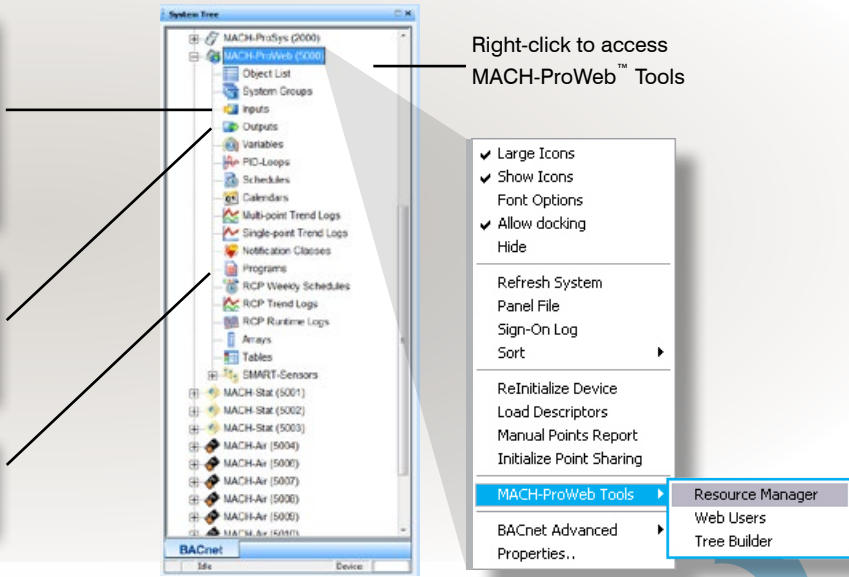 System Tree
MACH-ProSys (2000)
MACH-ProWeb (5000)
Object List
System Groups
Inputs
Outputs
Variables
PID-Loops
Schedules
Calendars
Multi-point Trend Logs
Single-point Trend Logs
Notification Classes
Programs
RCP Weekly Schedules
RCP Trend Logs
RCP Runtime Logs
Arrays
Tables
SMART-Sensors
MACH-Stat (5001)
MACH-Stat (5002)
MACH-Stat (5003)
MACH-Air (5004)
MACH-Air (5006)
MACH-Air (5007)
MACH-Air (5008)
MACH-Air (5009)
MACH-Air (5010)
BACnet
Idle Device:
Right-click to access
MACH-ProWeb™ Tools
Large Icons
Show Icons
Font Options
Allow docking
Hide
Refresh System
Panel File
Sign-On Log
Sort
ReInitialize Device
Load Descriptors
Manual Points Report
Initialize Point Sharing
MACH-ProWeb Tools
BACnet Advanced
Properties..
Resource Manager
Web Users
Tree Builder